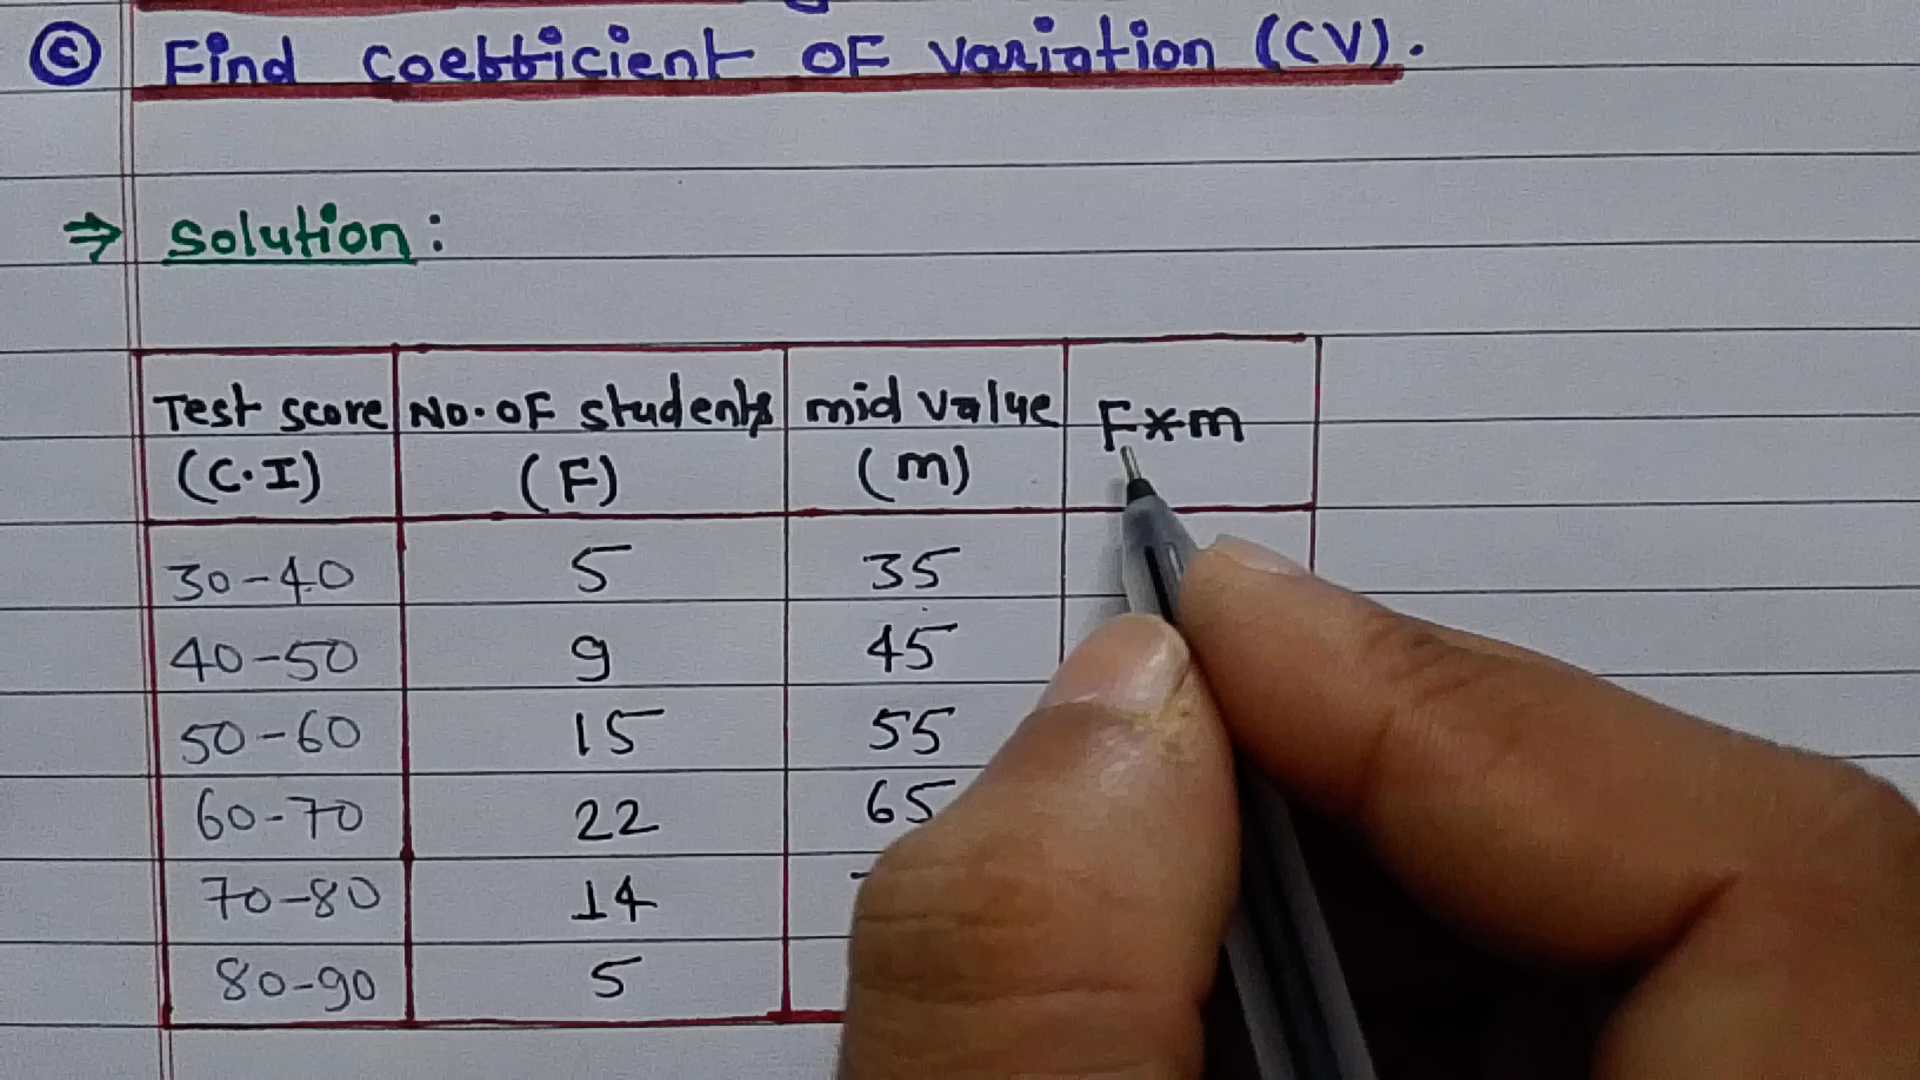 C Find coefficient OF variation (CV).
⇒ Solution:
Test score No. OF students mid value F*m
(C.I) (F) (m)
30-40 5 35
40-50 9 45
50-60 15 55
60-70 22 65
70-80 14
80-90 5